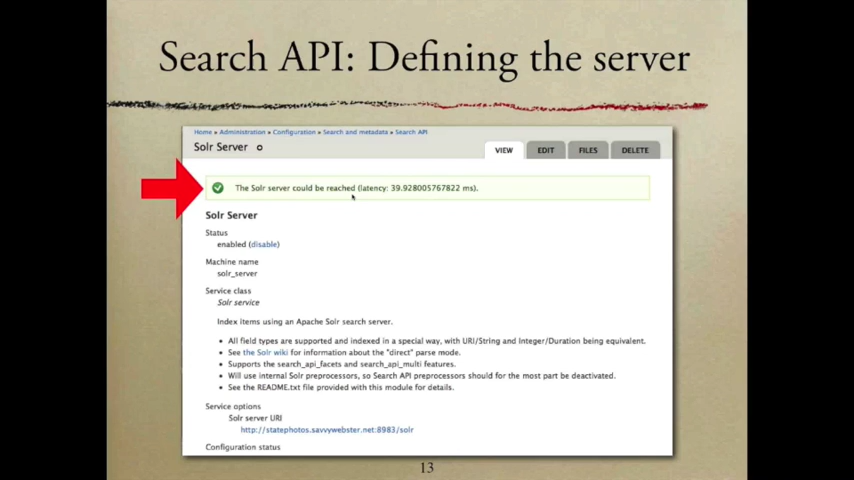 Search API: Defining the server
Home » Administration » Configuration » Search and metadata » Search API
Solr Server
VIEW
EDIT
FILES
DELETE
The Solr server could be reached (latency: 39.928005767822 ms).
Solr Server
Status
enabled (disable)
Machine name
solr_server
Service class
Solr service
Index items using an Apache Solr search server.
• All field types are supported and indexed in a special way, with URI/String and Integer/Duration being equivalent.
• See the Solr wiki for information about the "direct" parse mode.
• Supports the search_api_facets and search_api_multi features.
• Will use internal Solr preprocessors, so Search API preprocessors should for the most part be deactivated.
• See the README.txt file provided with this module for details.
Service options
Solr server URI
http://statephotos.savvywebster.net:8983/solr
Configuration status
13